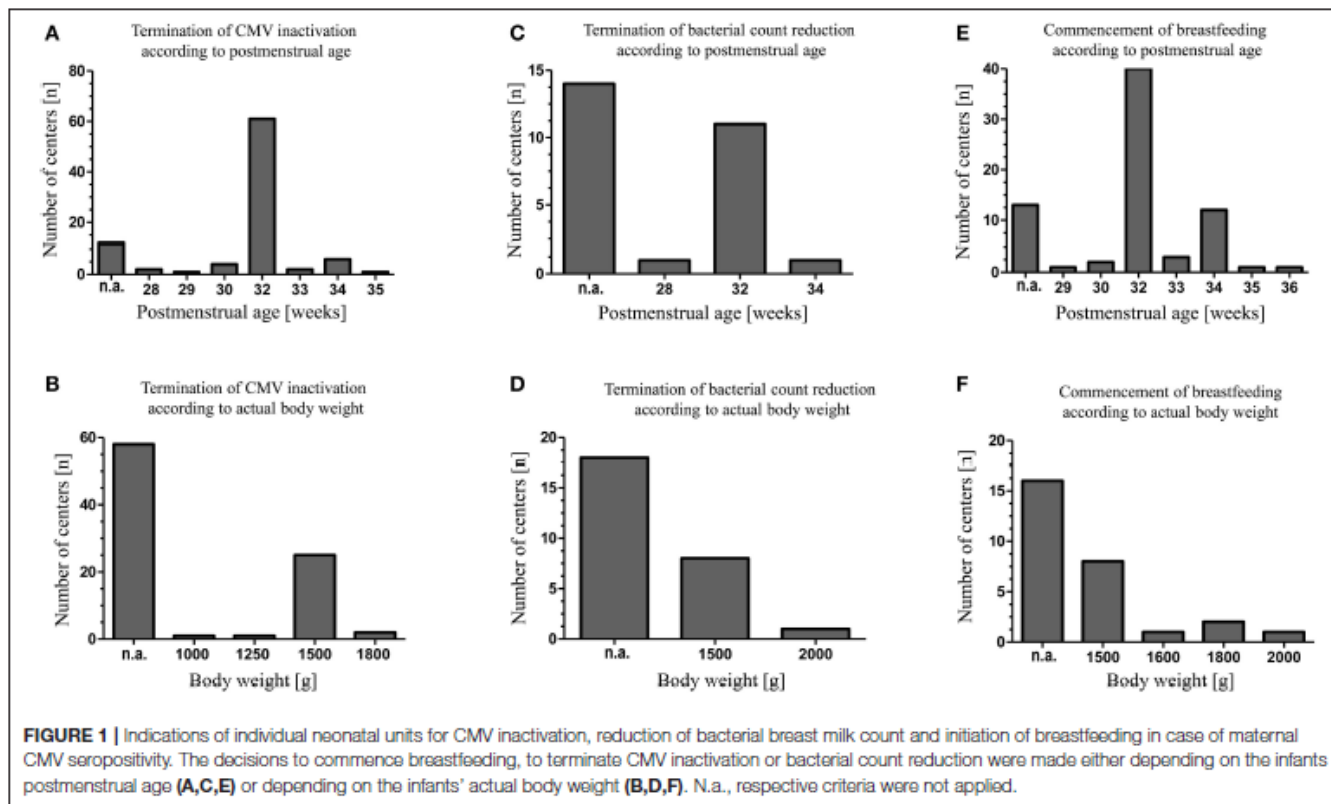 A
Termination of CMV inactivation
according to postmenstrual age
Number of centers [n]
80
60
40
20
0
n.a. 28 29 30 32 33 34 35
Postmenstrual age [weeks]
C
Termination of bacterial count reduction
according to postmenstrual age
Number of centers [n]
15
10
5
0
n.a. 28 32 34
Postmenstrual age [weeks]
E
Commencement of breastfeeding
according to postmenstrual age
Number of centers [n]
40
30
20
10
0
n.a. 29 30 32 33 34 35 36
Postmenstrual age [weeks]
B
Termination of CMV inactivation
according to actual body weight
Number of centers [n]
60
40
20
0
n.a. 1000 1250 1500 1800
Body weight [g]
D
Termination of bacterial count reduction
according to actual body weight
Number of centers [n]
20
15
10
5
0
n.a. 1500 2000
Body weight [g]
F
Commencement of breastfeeding
according to actual body weight
Number of centers [n]
20
15
10
5
0
n.a. 1500 1600 1800 2000
Body weight [g]
FIGURE 1 | Indications of individual neonatal units for CMV inactivation, reduction of bacterial breast milk count and initiation of breastfeeding in case of maternal
CMV seropositivity. The decisions to commence breastfeeding, to terminate CMV inactivation or bacterial count reduction were made either depending on the infants
postmenstrual age (A,C,E) or depending on the infants' actual body weight (B,D,F). N.a., respective criteria were not applied.